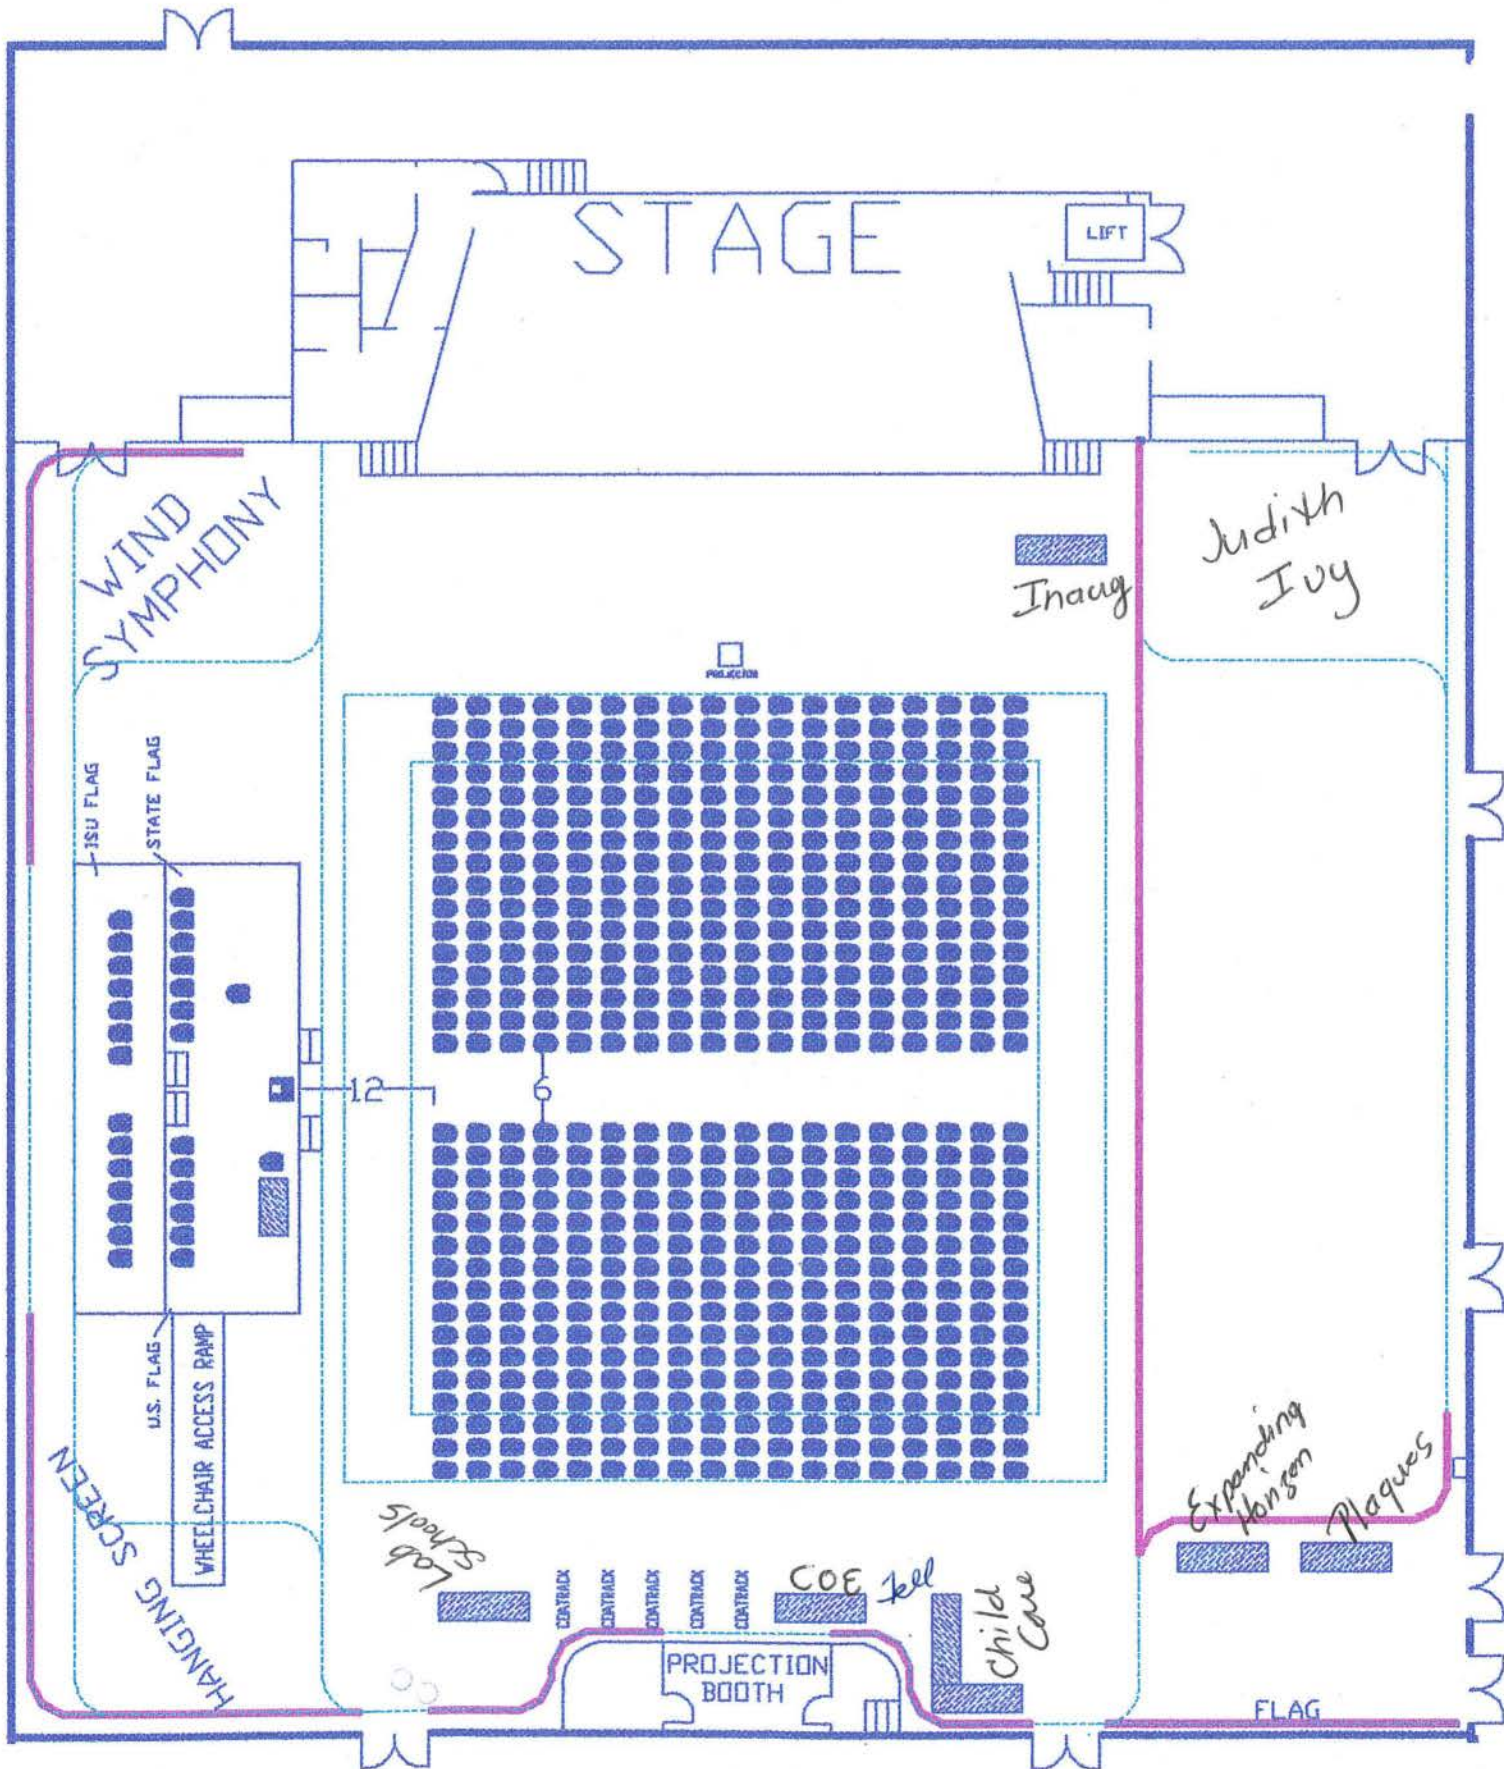 STAGE
LIFT
WIND
SYMPHONY
Judith
Ivy
Inaug
PROJECTOR
ISU FLAG
STATE FLAG
12
6
U.S. FLAG
WHEELCHAIR ACCESS RAMP
HANGING SCREEN
Lab
Schools
COATRACK
COATRACK
COATRACK
COATRACK
COATRACK
COE
Child
Care
Expanding
Horizon
Plaques
PROJECTION
BOOTH
FLAG